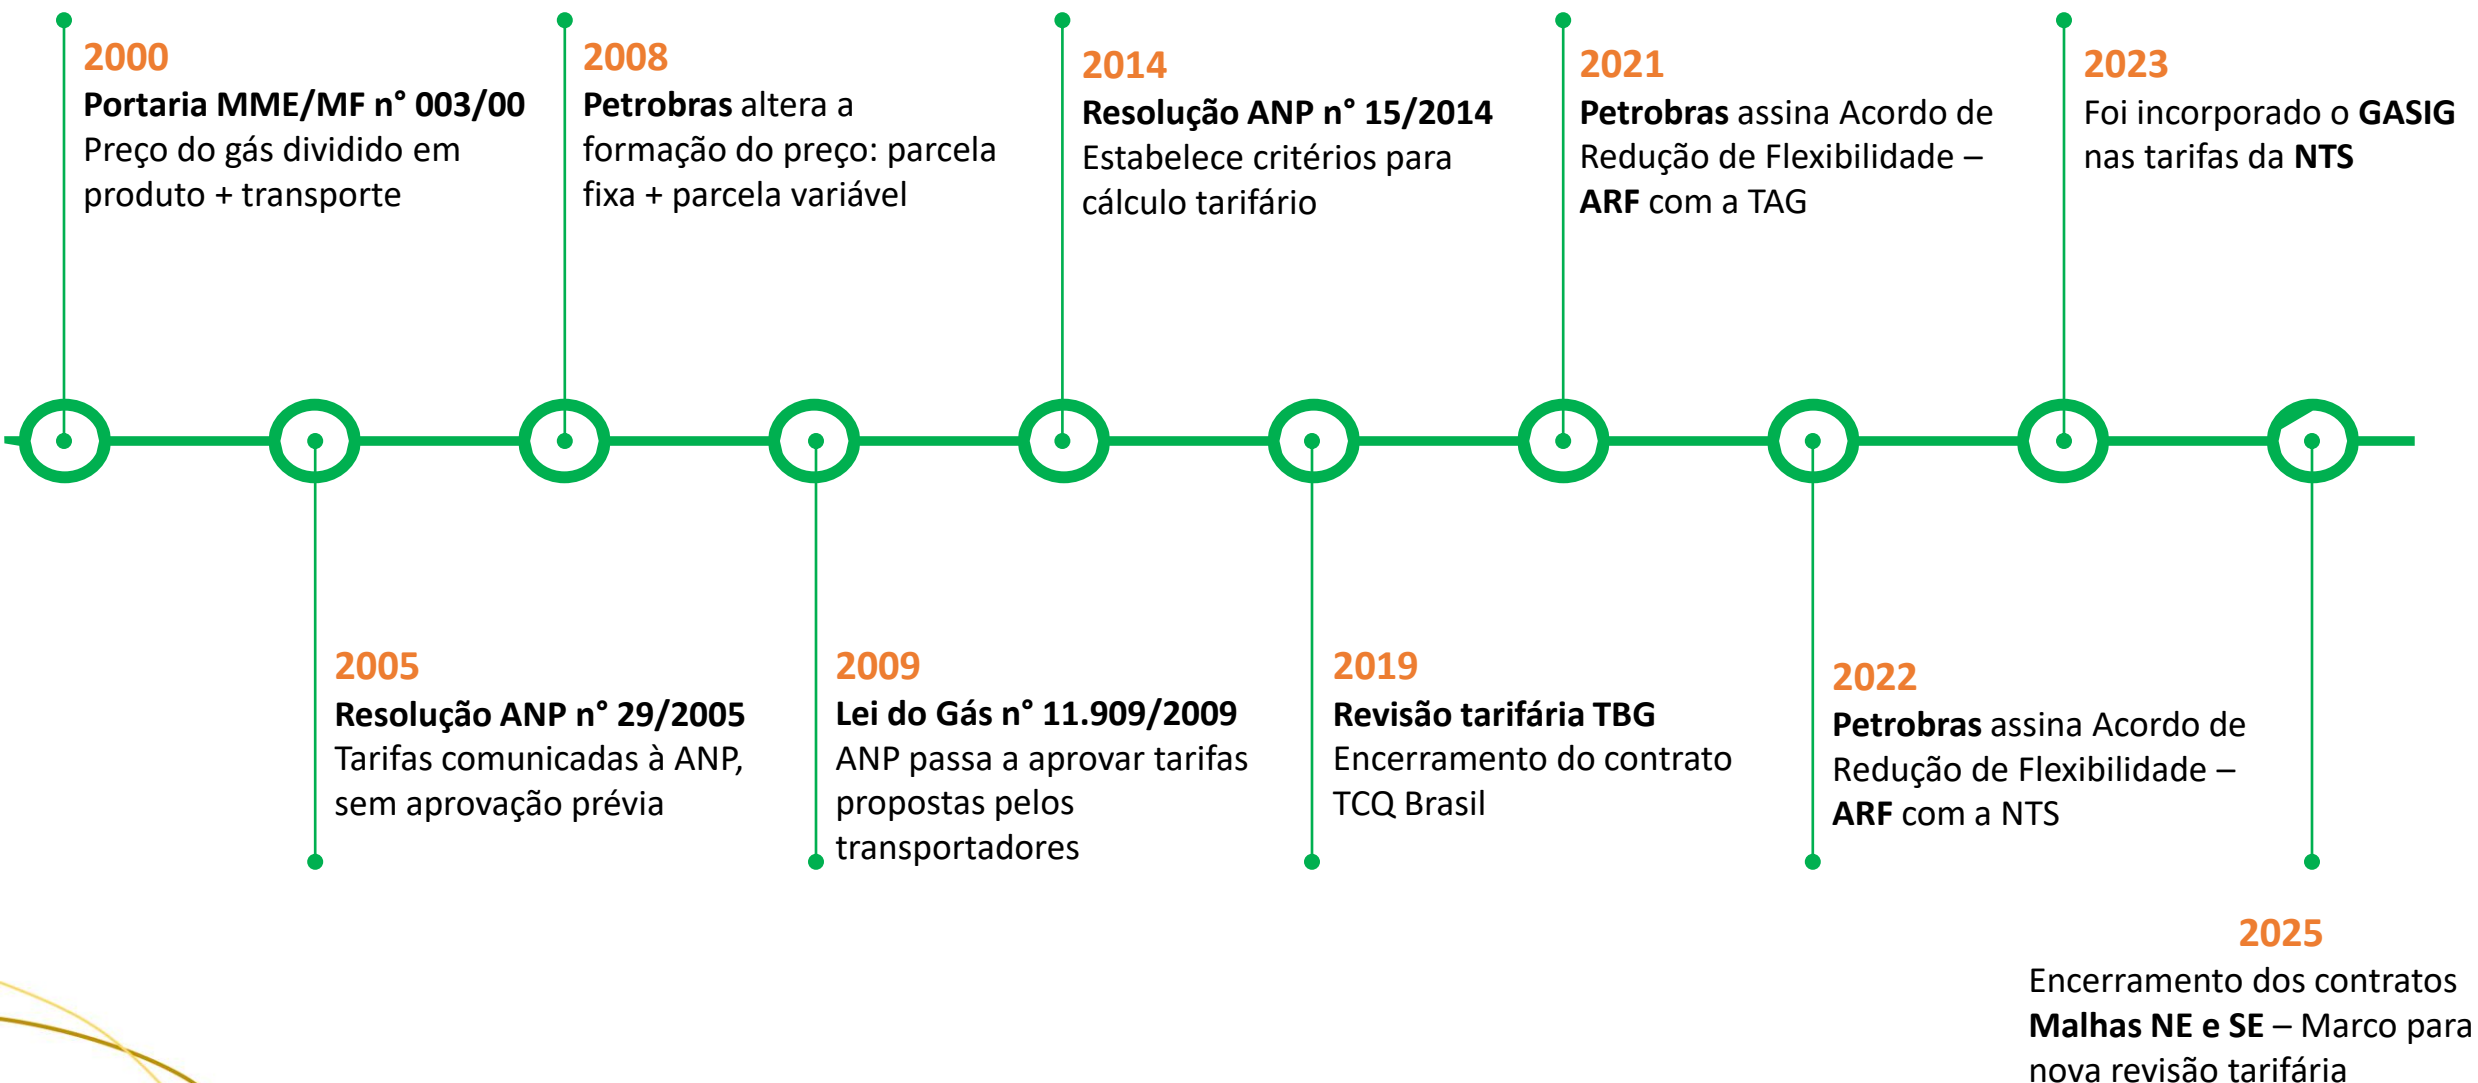 2000
Portaria MME/MF n° 003/00
Preço do gás dividido em
produto + transporte
2008
Petrobras altera a
formação do preço: parcela
fixa + parcela variável
2014
Resolução ANP n° 15/2014
Estabelece critérios para
cálculo tarifário
2021
Petrobras assina Acordo de
Redução de Flexibilidade –
ARF com a TAG
2023
Foi incorporado o GASIG
nas tarifas da NTS
2005
Resolução ANP n° 29/2005
Tarifas comunicadas à ANP,
sem aprovação prévia
2009
Lei do Gás n° 11.909/2009
ANP passa a aprovar tarifas
propostas pelos
transportadores
2019
Revisão tarifária TBG
Encerramento do contrato
TCQ Brasil
2022
Petrobras assina Acordo de
Redução de Flexibilidade –
ARF com a NTS
2025
Encerramento dos contratos
Malhas NE e SE – Marco para
nova revisão tarifária